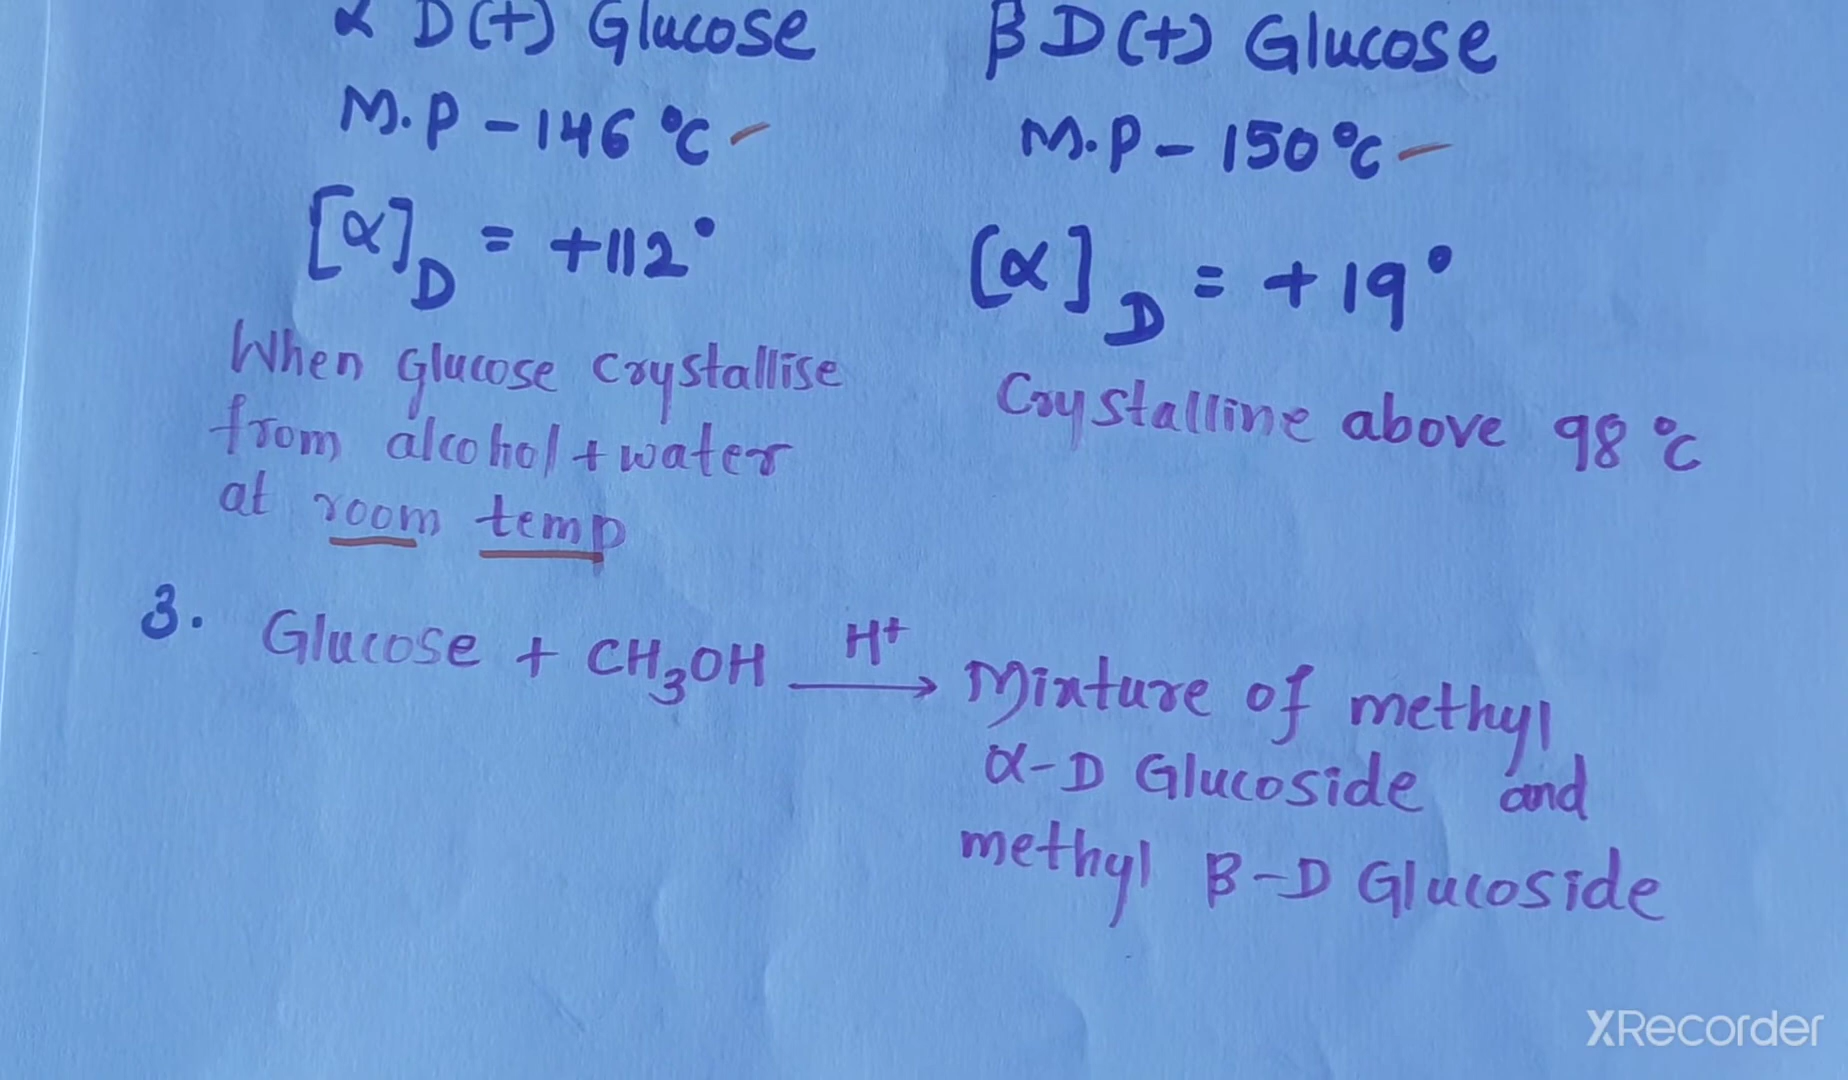 α D(+) Glucose
M.P - 146 °C
[α]D = +112°
When glucose crystallise
from alcohol + water
at room temp
β D(+) Glucose
M.P - 150 °C
[α]D = +19°
Crystalline above 98 °C
3. Glucose + CH3OH H+ → Mixture of methyl
α-D Glucoside and
methyl β-D Glucoside
XRecorder